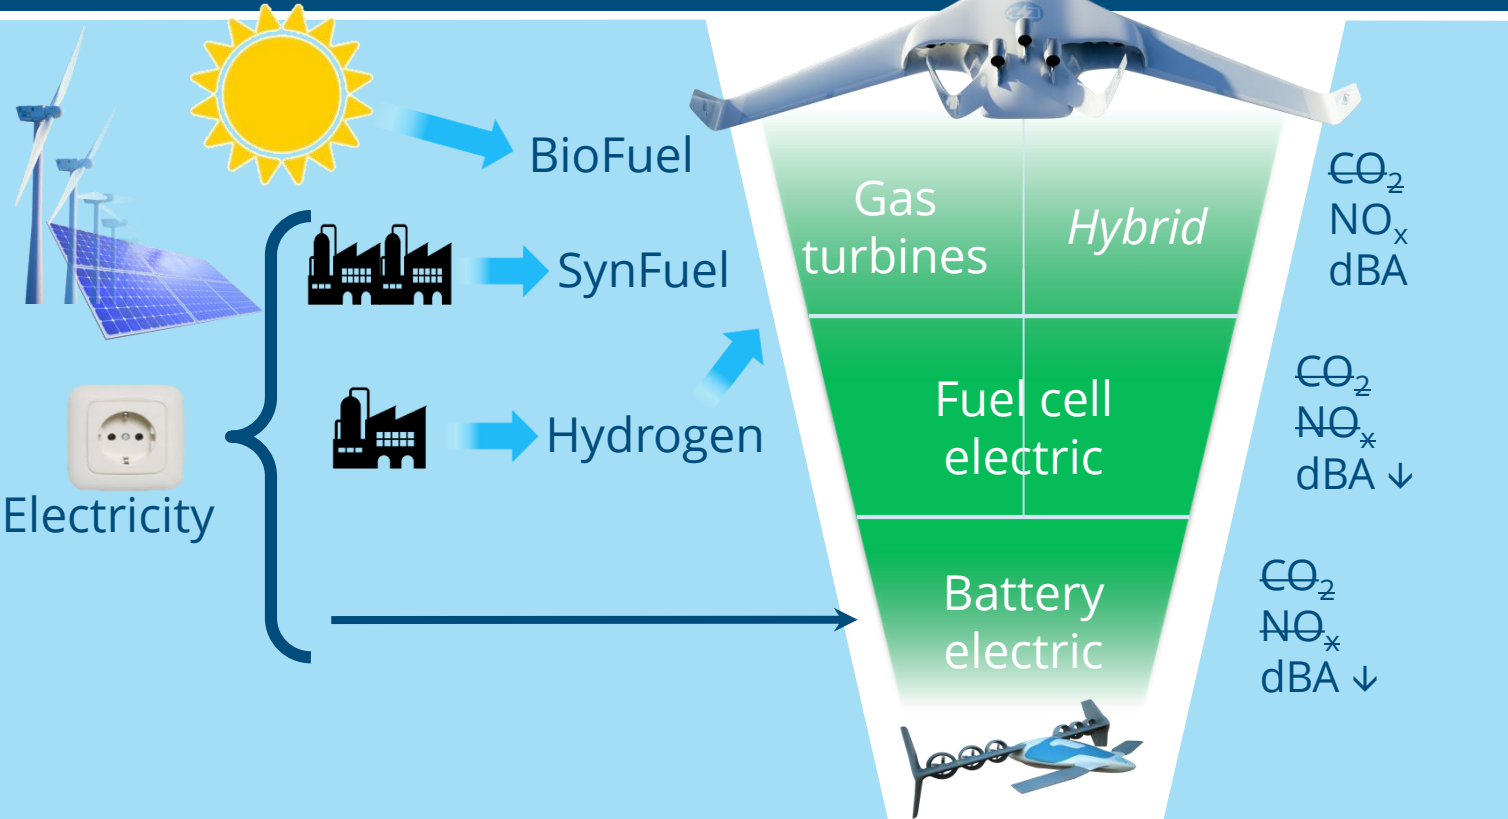 BioFuel
SynFuel
Hydrogen
Electricity
Gas
turbines
Hybrid
Fuel cell
electric
Battery
electric
CO₂
NOₓ
dBA
CO₂
NOₓ
dBA ↓
CO₂
NOₓ
dBA ↓